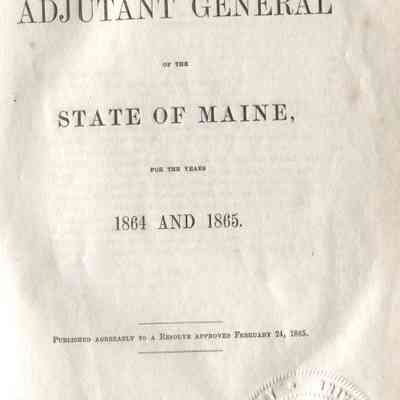 ADJUTANT GENERAL
OF THE
STATE OF MAINE,
FOR THE YEARS
1864 AND 1865.
PUBLISHED AGREEABLY TO A RESOLVE APPROVED FEBRUARY 24, 1865.